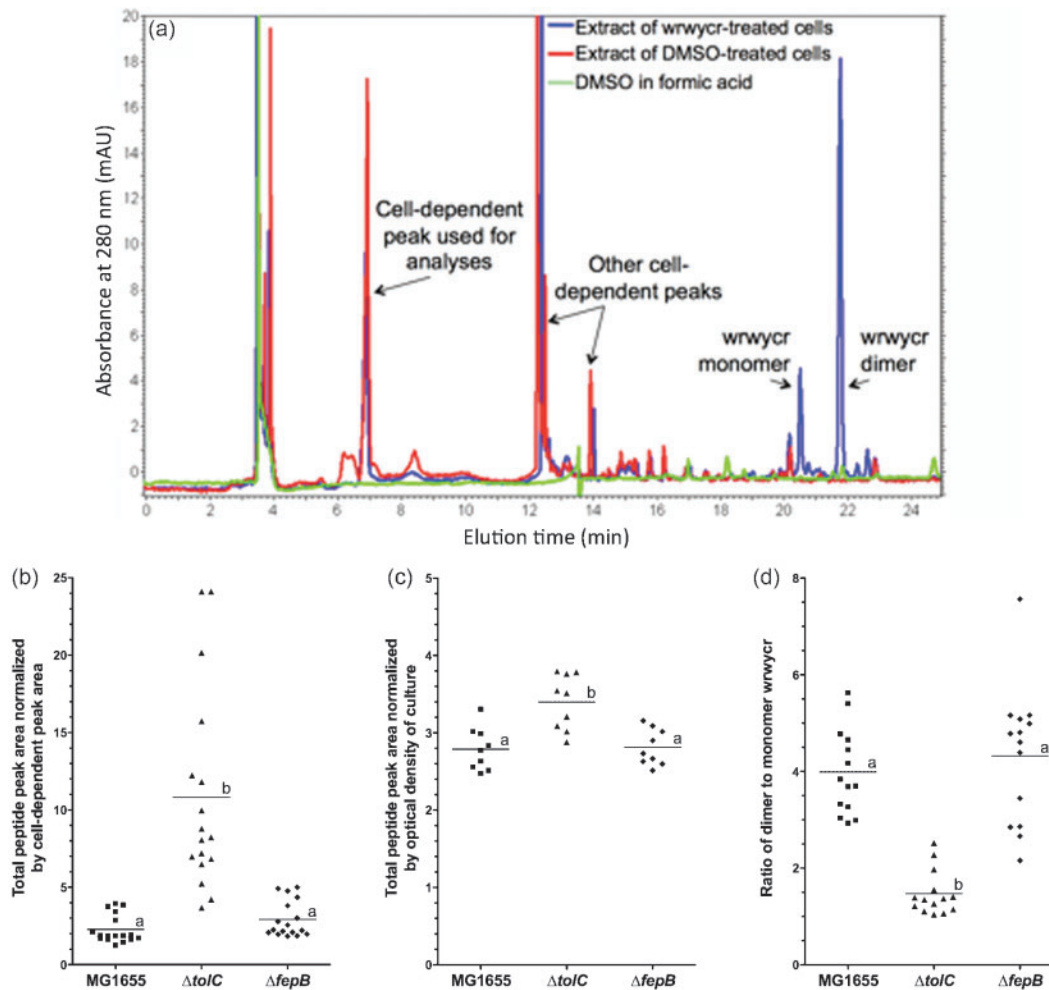 (a)
Extract of wrwycr-treated cells
Extract of DMSO-treated cells
DMSO in formic acid
Absorbance at 280 nm (mAU)
20
18
16
14
12
10
8
6
4
2
0
Cell-dependent
peak used for
analyses
Other cell-
dependent peaks
wrwycr
monomer
wrwycr
dimer
0 2 4 6 8 10 12 14 16 18 20 22 24
Elution time (min)
(b)
Total peptide peak area normalized
by cell-dependent peak area
25
20
15
10
5
0
a
b
a
MG1655 ΔtolC ΔfepB
(c)
Total peptide peak area normalized
by optical density of culture
5
4
3
2
1
0
a
b
a
MG1655 ΔtolC ΔfepB
(d)
Ratio of dimer to monomer wrwycr
8
6
4
2
0
a
b
a
MG1655 ΔtolC ΔfepB